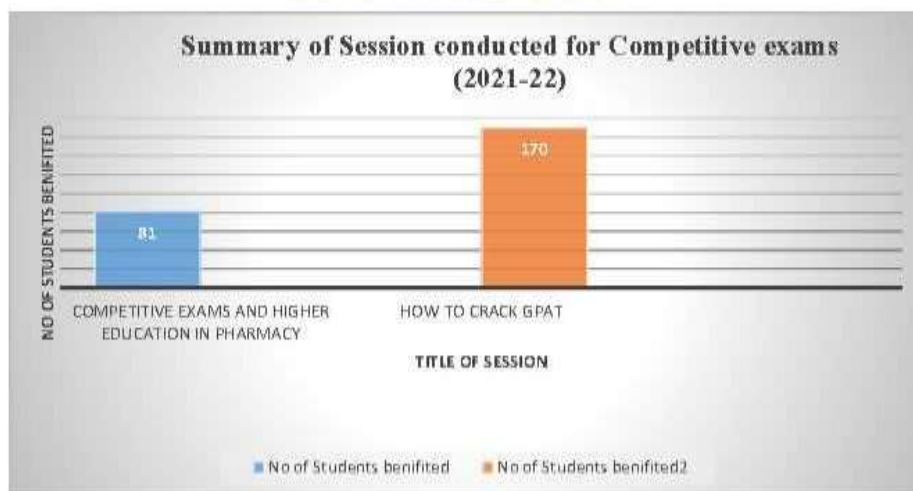 Summary of Session conducted for Competitive exams
(2021-22)
NO OF STUDENTS BENIFITED
81
170
COMPETITIVE EXAMS AND HIGHER
EDUCATION IN PHARMACY
HOW TO CRACK GPAT
TITLE OF SESSION
No of Students benifited
No of Students benifited2